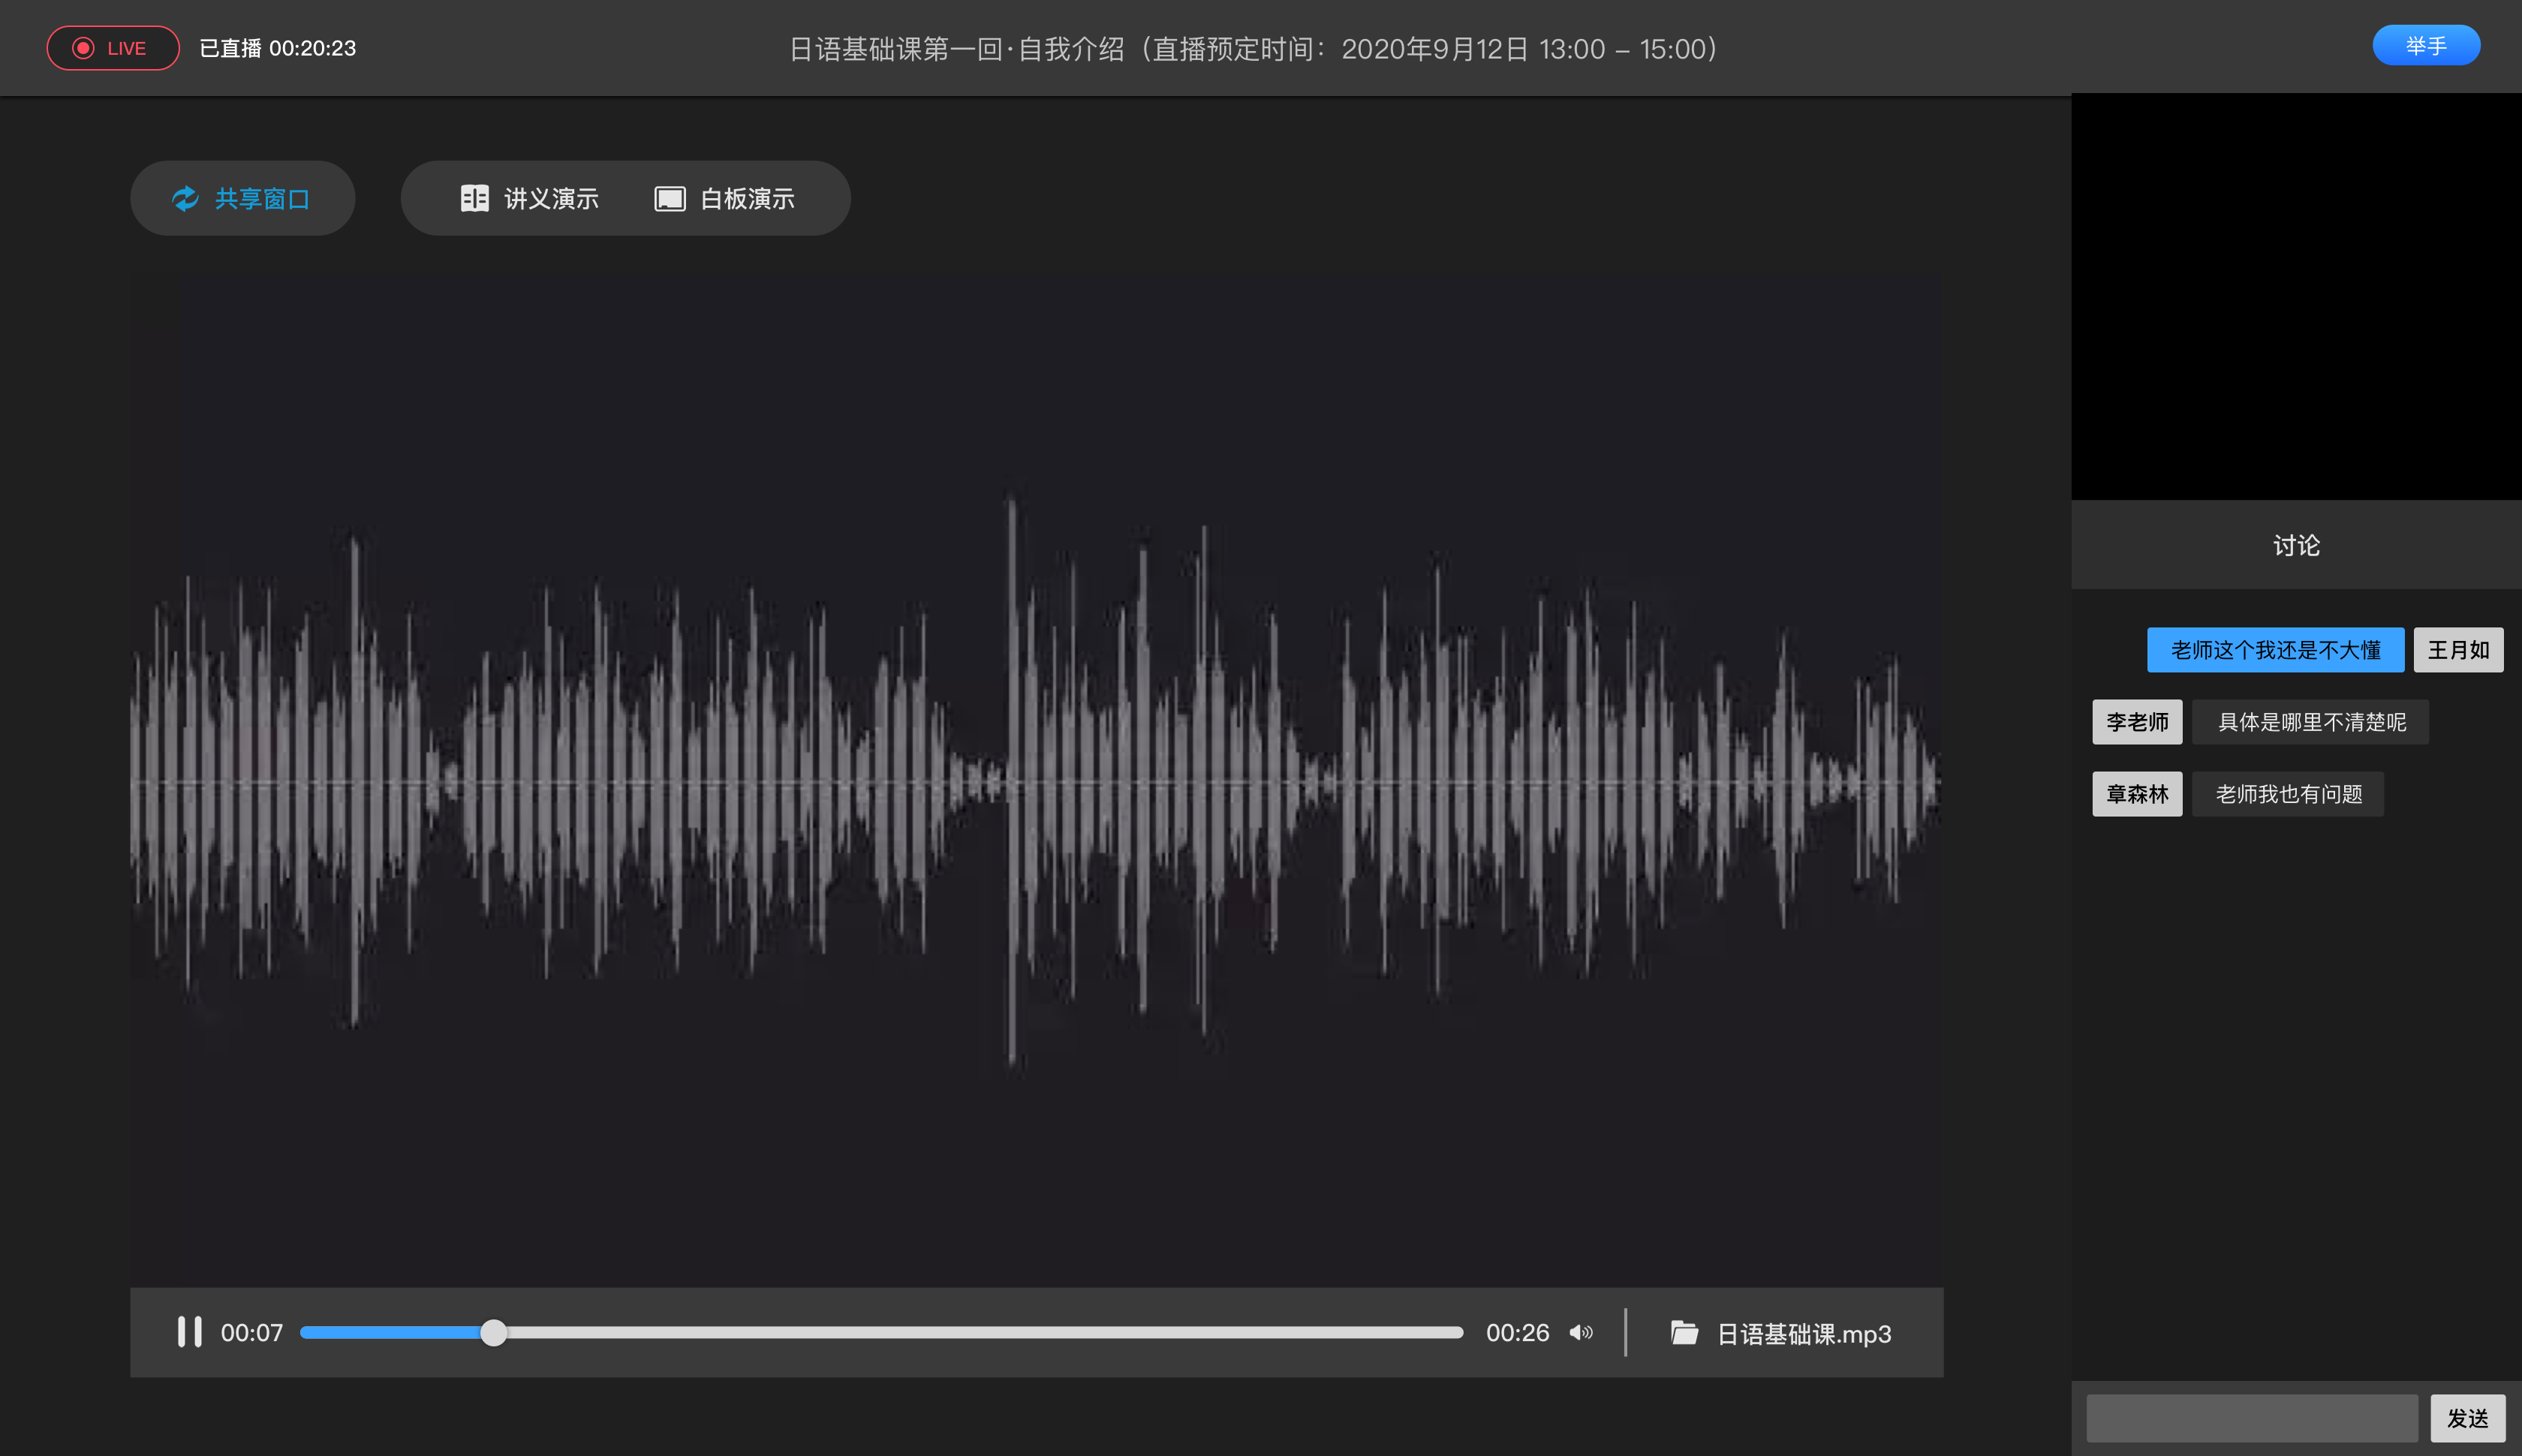 LIVE 已直播 00:20:23
日语基础课第一回·自我介绍（直播预定时间：2020年9月12日 13:00 – 15:00）
举手
共享窗口
讲义演示 白板演示
讨论
老师这个我还是不大懂 王月如
李老师 具体是哪里不清楚呢
章森林 老师我也有问题
00:07 00:26 日语基础课.mp3
发送